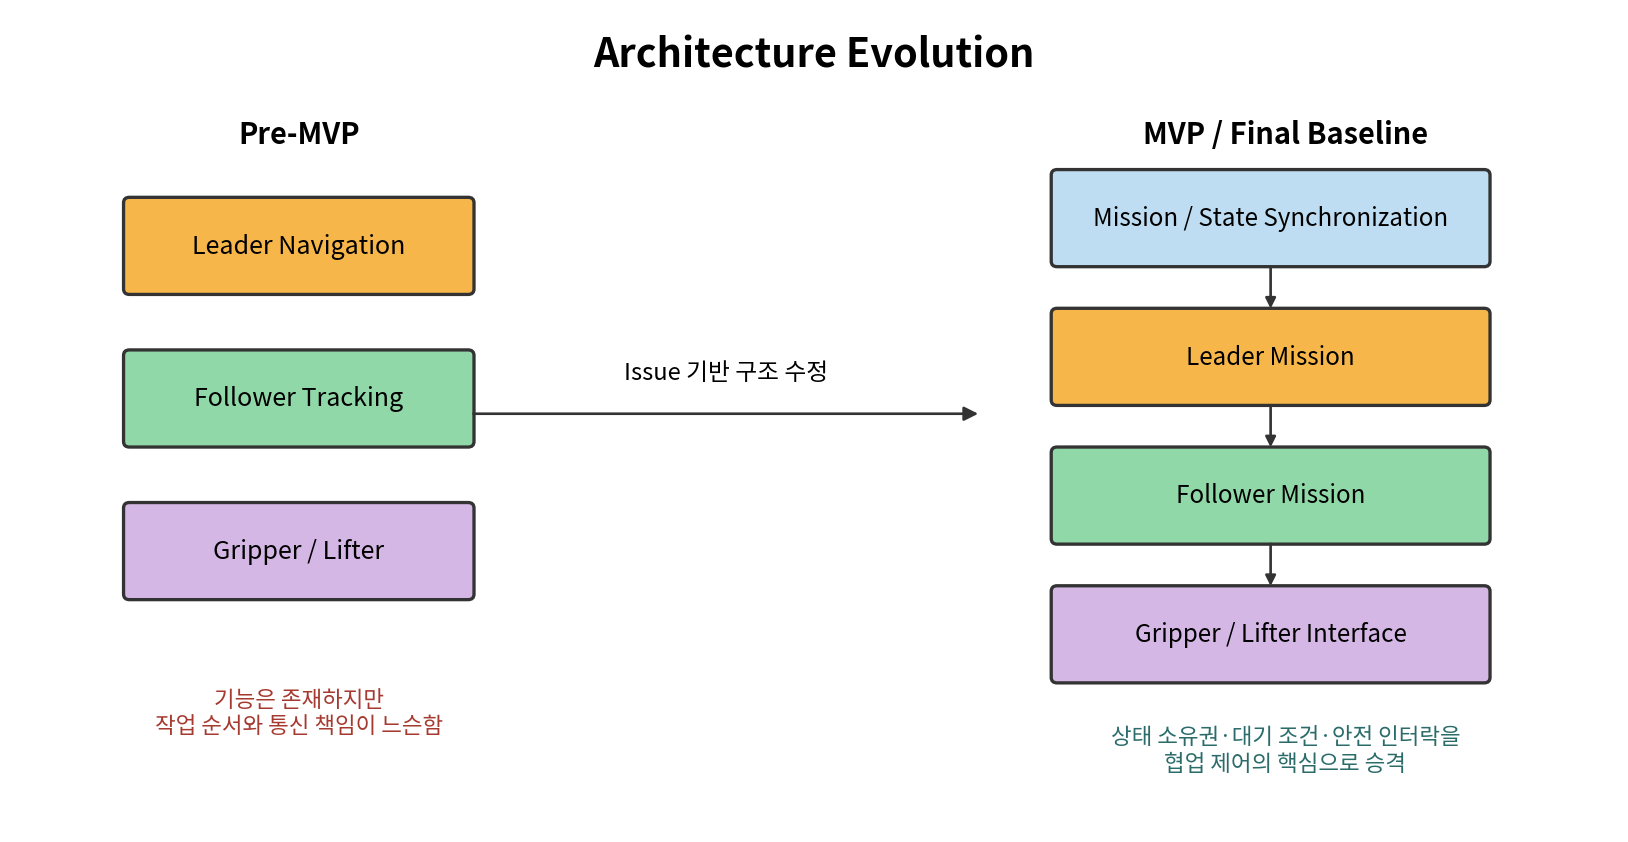 Architecture Evolution
Pre-MVP
Leader Navigation
Follower Tracking
Gripper / Lifter
기능은 존재하지만
작업 순서와 통신 책임이 느슨함
Issue 기반 구조 수정
MVP / Final Baseline
Mission / State Synchronization
Leader Mission
Follower Mission
Gripper / Lifter Interface
상태 소유권·대기 조건·안전 인터락을
협업 제어의 핵심으로 승격